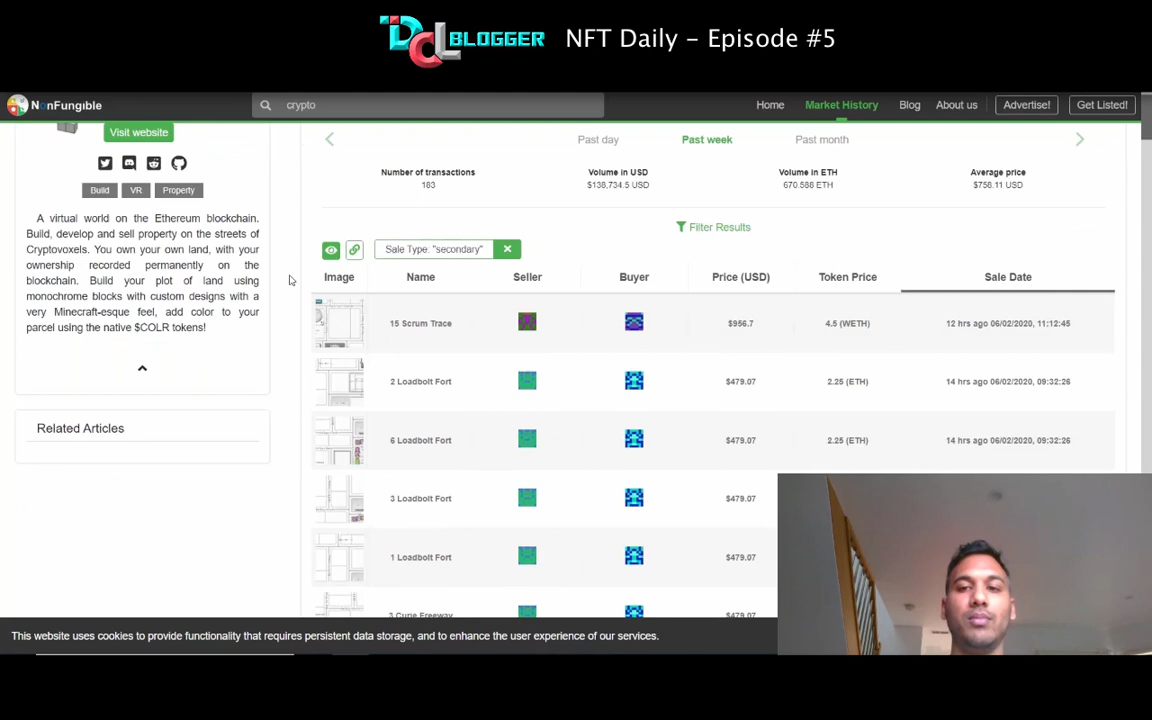 DCL BLOGGER NFT Daily - Episode #5
NonFungible
crypto
Home
Market History
Blog
About us
Advertise!
Get Listed!
Visit website
Build
VR
Property
A virtual world on the Ethereum blockchain.
Build, develop and sell property on the streets of
Cryptovoxels. You own your own land, with your
ownership recorded permanently on the
blockchain. Build your plot of land using
monochrome blocks with custom designs with a
very Minecraft-esque feel, add color to your
parcel using the native $COLR tokens!
Related Articles
Past day
Past week
Past month
Number of transactions
183
Volume in USD
$138,734.5 USD
Volume in ETH
670.588 ETH
Average price
$758.11 USD
Filter Results
Sale Type: "secondary"
Image Name Seller Buyer Price (USD) Token Price Sale Date
15 Scrum Trace $956.7 4.5 (WETH) 12 hrs ago 06/02/2020, 11:12:45
2 Loadbolt Fort $479.07 2.25 (ETH) 14 hrs ago 06/02/2020, 09:32:26
6 Loadbolt Fort $479.07 2.25 (ETH) 14 hrs ago 06/02/2020, 09:32:26
3 Loadbolt Fort $479.07
1 Loadbolt Fort $479.07
3 Curie Freeway $479.07
This website uses cookies to provide functionality that requires persistent data storage, and to enhance the user experience of our services.